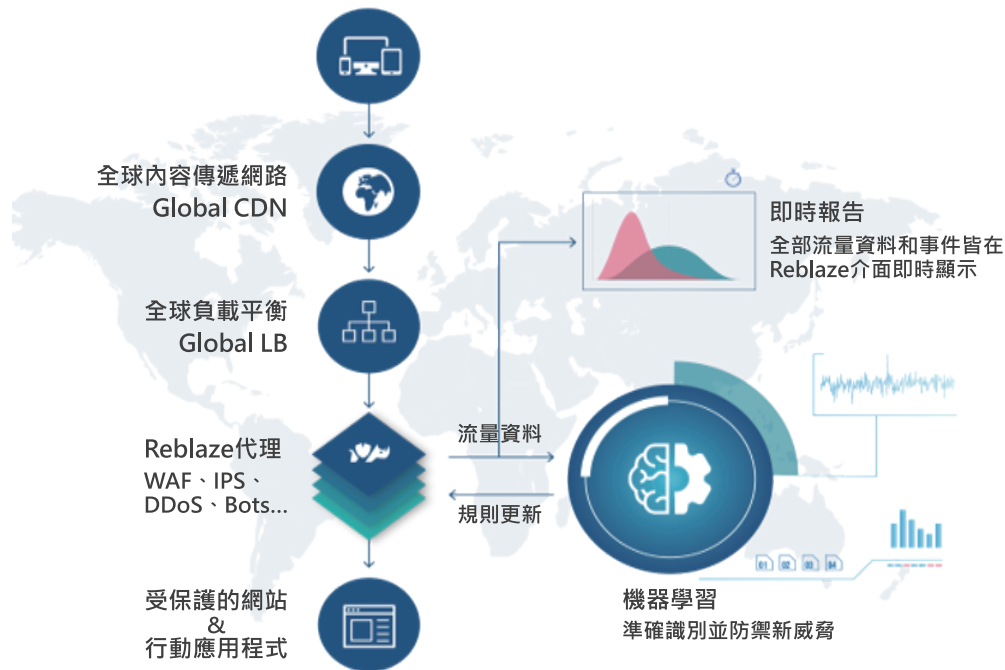 全球內容傳遞網路
Global CDN
即時報告
全部流量資料和事件皆在
Reblaze介面即時顯示
全球負載平衡
Global LB
Reblaze代理
WAF、IPS、
DDoS、Bots...
流量資料
規則更新
01 02 03 04
受保護的網站
&
行動應用程式
機器學習
準確識別並防禦新威脅